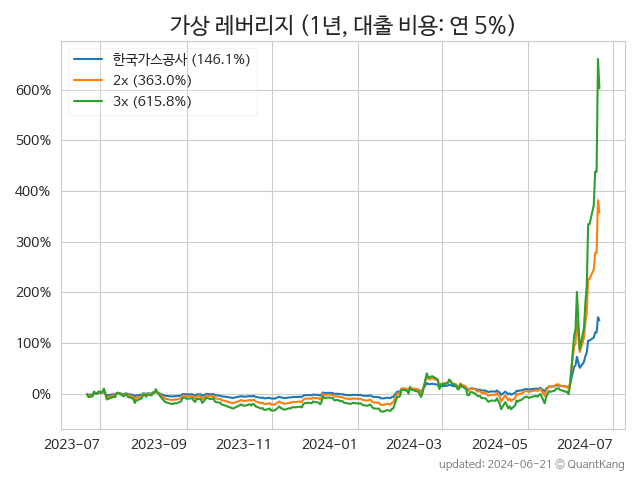 가상 레버리지 (1년, 대출 비용: 연 5%)
한국가스공사 (146.1%)
2x (363.0%)
3x (615.8%)
600%
500%
400%
300%
200%
100%
0%
2023-07 2023-09 2023-11 2024-01 2024-03 2024-05 2024-07
updated: 2024-06-21 © QuantKang